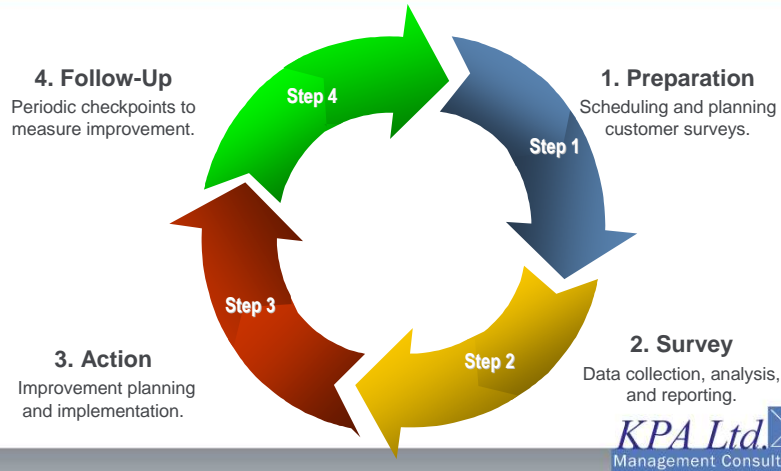 4. Follow-Up
Periodic checkpoints to
measure improvement.
Step 4
1. Preparation
Scheduling and planning
customer surveys.
Step 1
Step 3
Step 2
3. Action
Improvement planning
and implementation.
2. Survey
Data collection, analysis,
and reporting.
KPA Ltd.
Management